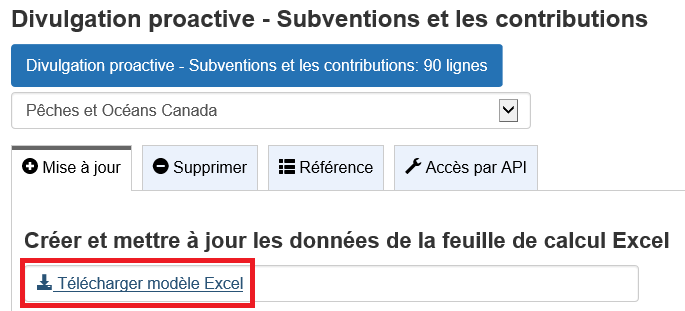 Divulgation proactive - Subventions et les contributions
Divulgation proactive - Subventions et les contributions: 90 lignes
Pêches et Océans Canada
Mise à jour Supprimer Référence Accès par API
Créer et mettre à jour les données de la feuille de calcul Excel
Télécharger modèle Excel